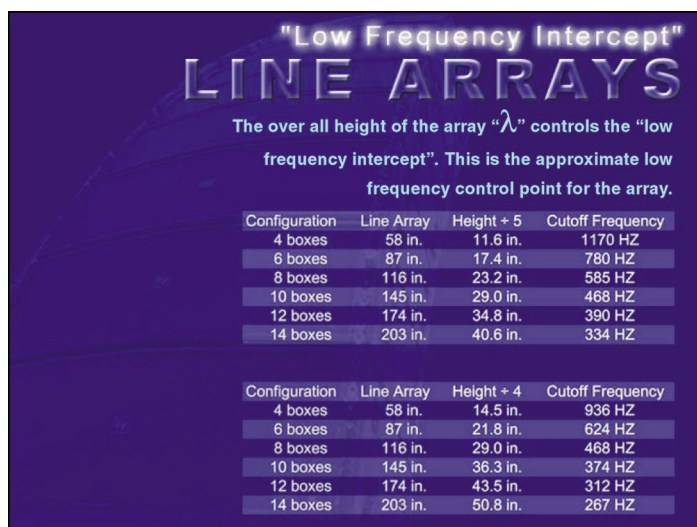 "Low Frequency Intercept"
LINE ARRAYS
The over all height of the array “λ” controls the “low
frequency intercept”. This is the approximate low
frequency control point for the array.
Configuration Line Array Height ÷ 5 Cutoff Frequency
4 boxes 58 in. 11.6 in. 1170 HZ
6 boxes 87 in. 17.4 in. 780 HZ
8 boxes 116 in. 23.2 in. 585 HZ
10 boxes 145 in. 29.0 in. 468 HZ
12 boxes 174 in. 34.8 in. 390 HZ
14 boxes 203 in. 40.6 in. 334 HZ
Configuration Line Array Height ÷ 4 Cutoff Frequency
4 boxes 58 in. 14.5 in. 936 HZ
6 boxes 87 in. 21.8 in. 624 HZ
8 boxes 116 in. 29.0 in. 468 HZ
10 boxes 145 in. 36.3 in. 374 HZ
12 boxes 174 in. 43.5 in. 312 HZ
14 boxes 203 in. 50.8 in. 267 HZ